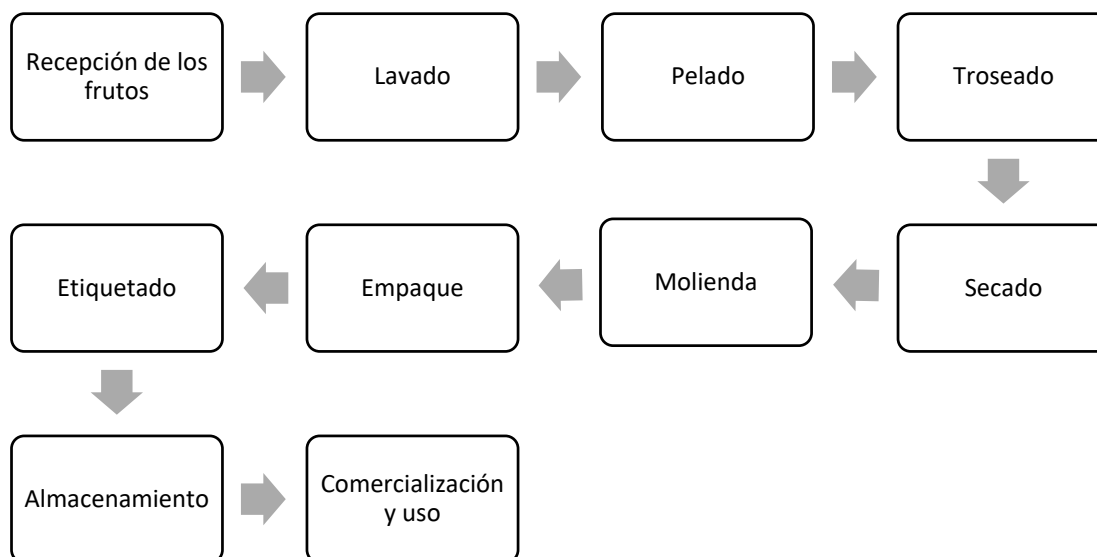 Recepción de los
frutos
Lavado
Pelado
Troseado
Secado
Molienda
Empaque
Etiquetado
Almacenamiento
Comercialización
y uso